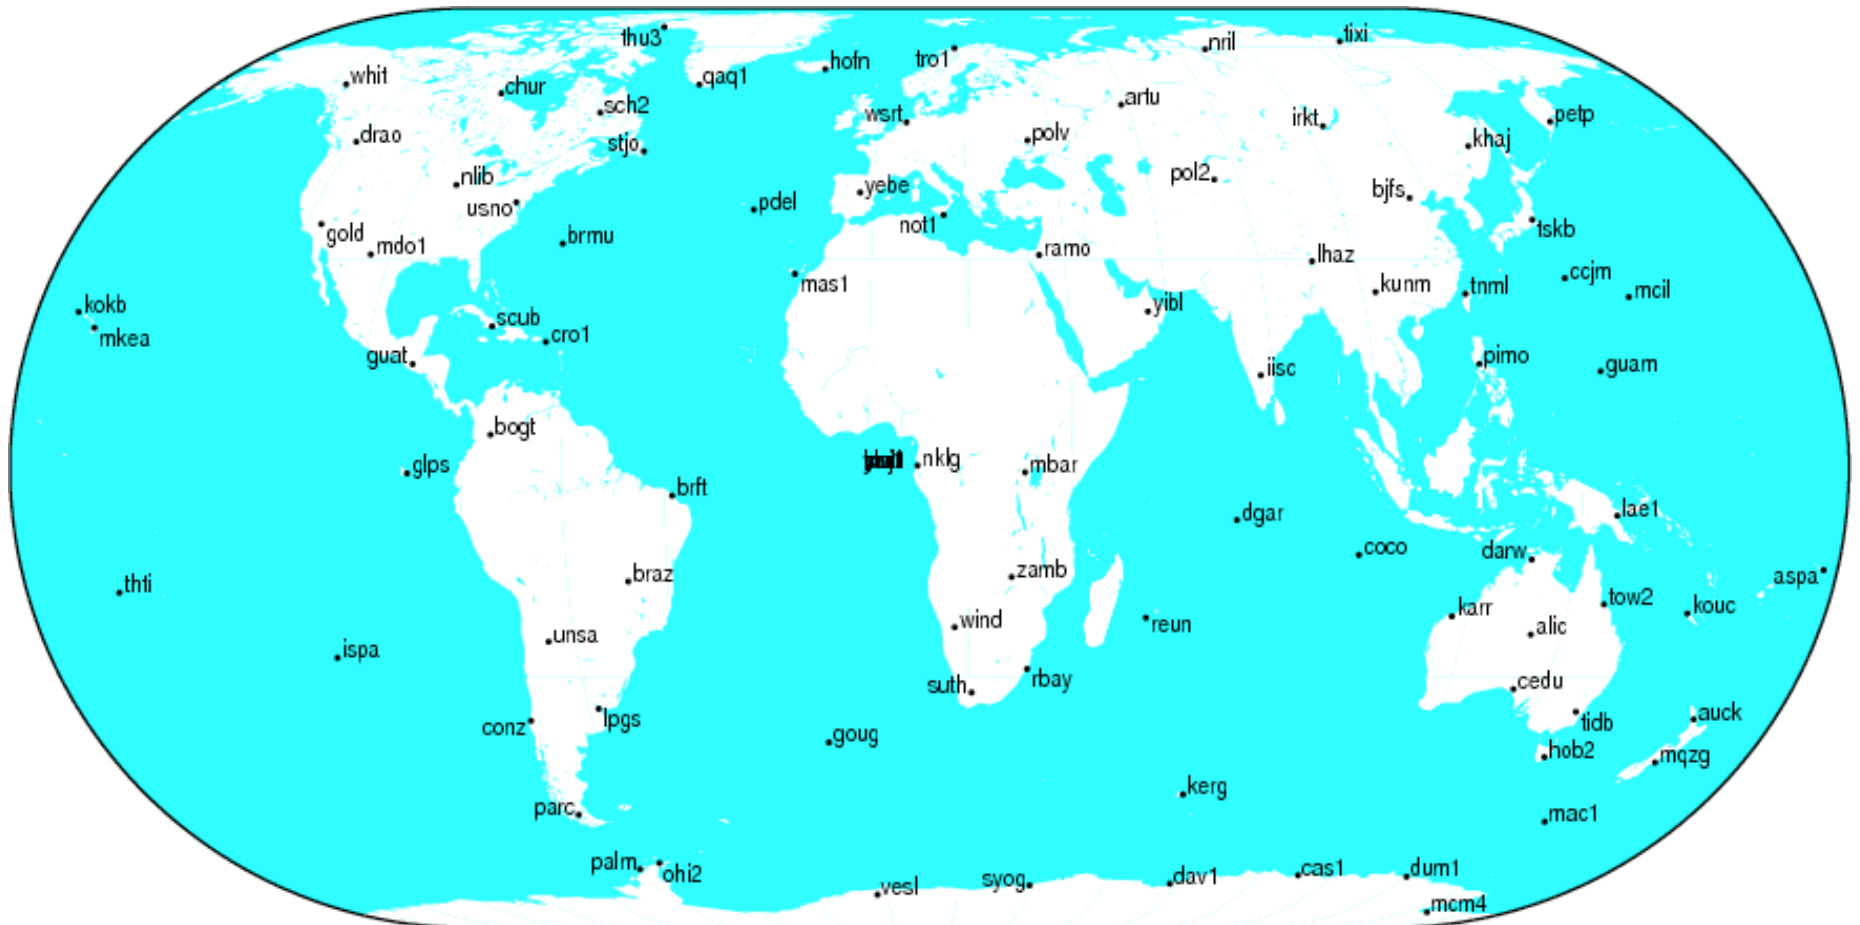 thu3
tixi
nril
tro1
hofn
whit
qaq1
chur
artu
sch2
petp
wsrt
irkt
drao
polv
khaj
stjo
pol2
nlib
yebe
bjfs
pdel
usno
not1
tskb
gold
brmu
mdo1
ramo
lhaz
ccjm
mas1
kunm
tnml
mcil
kokb
yibl
scub
mkea
cro1
guat
pimo
guam
iisc
bogt
nklg
glps
mbar
brft
lae1
dgar
coco
darw
zamb
braz
aspa
thti
tow2
kouc
karr
wind
reun
alic
unsa
ispa
rbay
cedu
suth
auck
lpgs
tidb
conz
goug
hob2
mqzg
kerg
parc
mac1
palm
ohi2
dum1
cas1
dav1
syog
vesl
mcm4